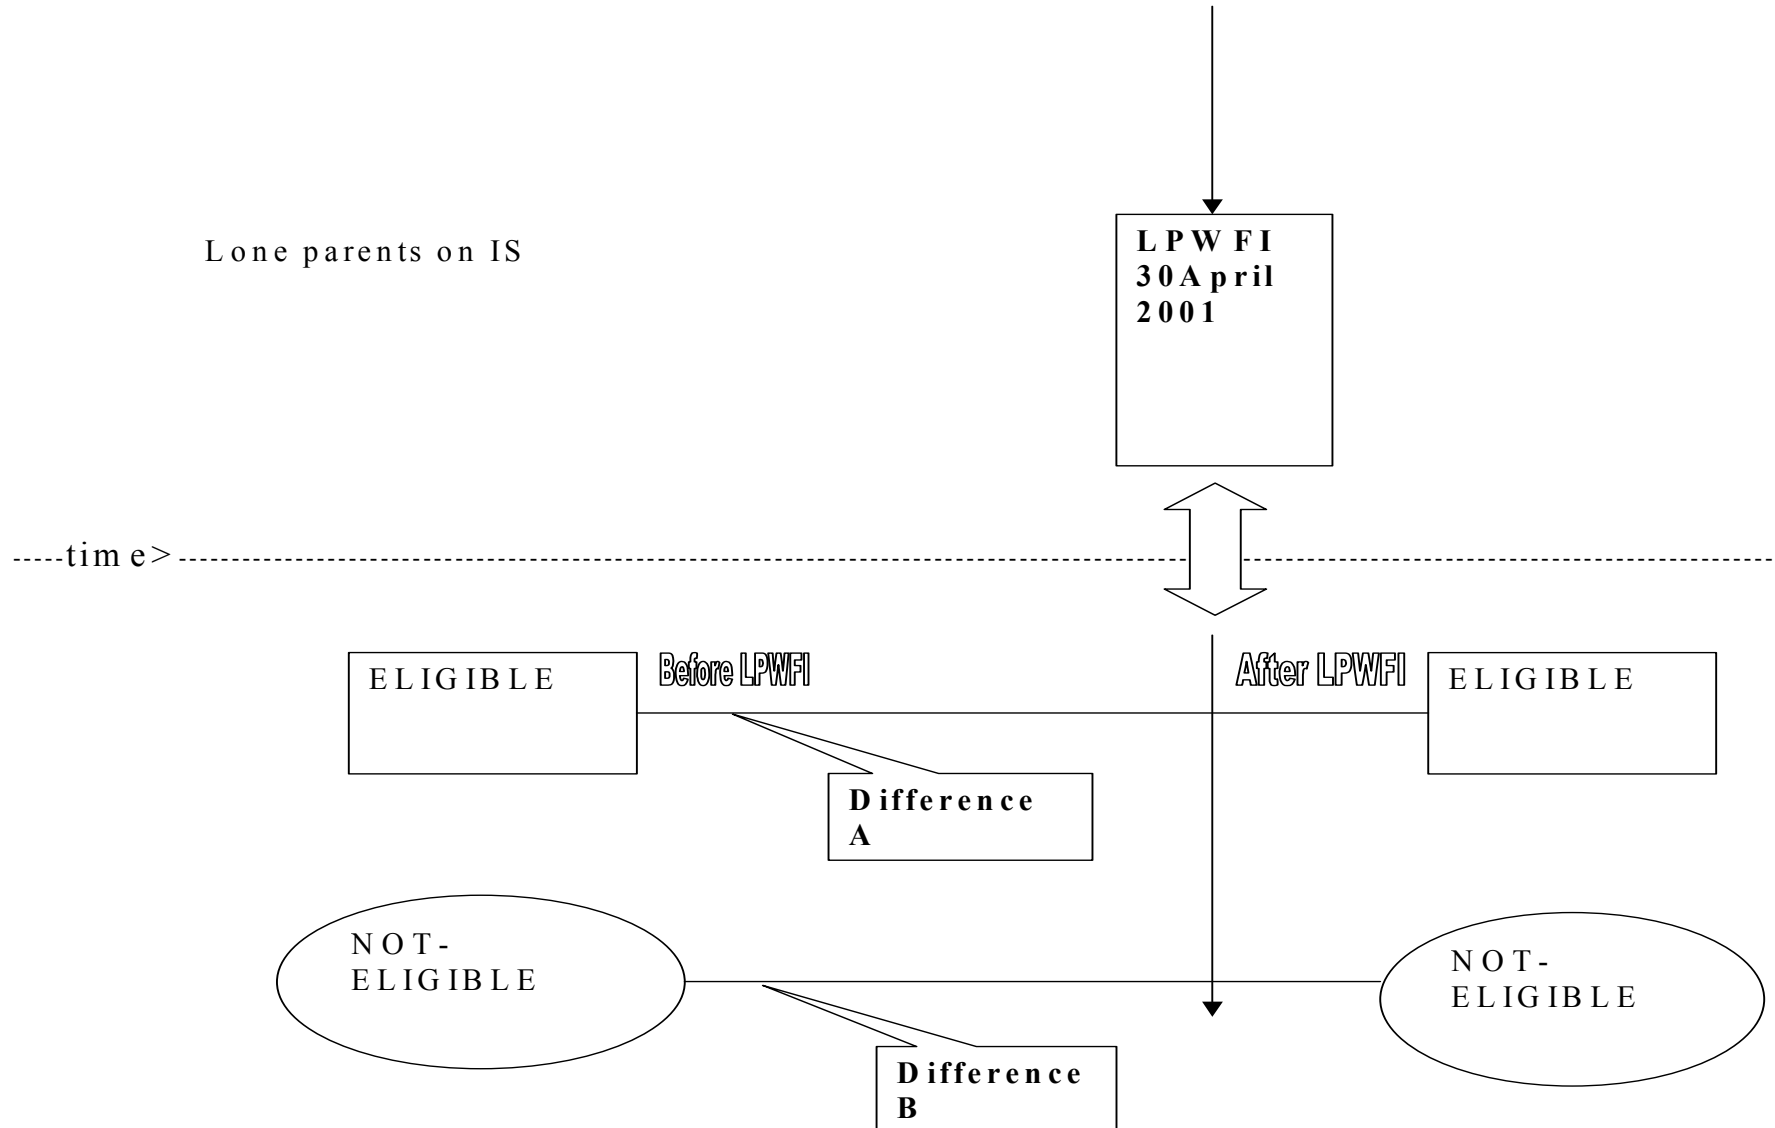 Lone parents on IS
LPWFI
30April
2001
-----time>-----
ELIGIBLE
Before LPWFI
After LPWFI
ELIGIBLE
Difference
A
NOT-
ELIGIBLE
NOT-
ELIGIBLE
Difference
B